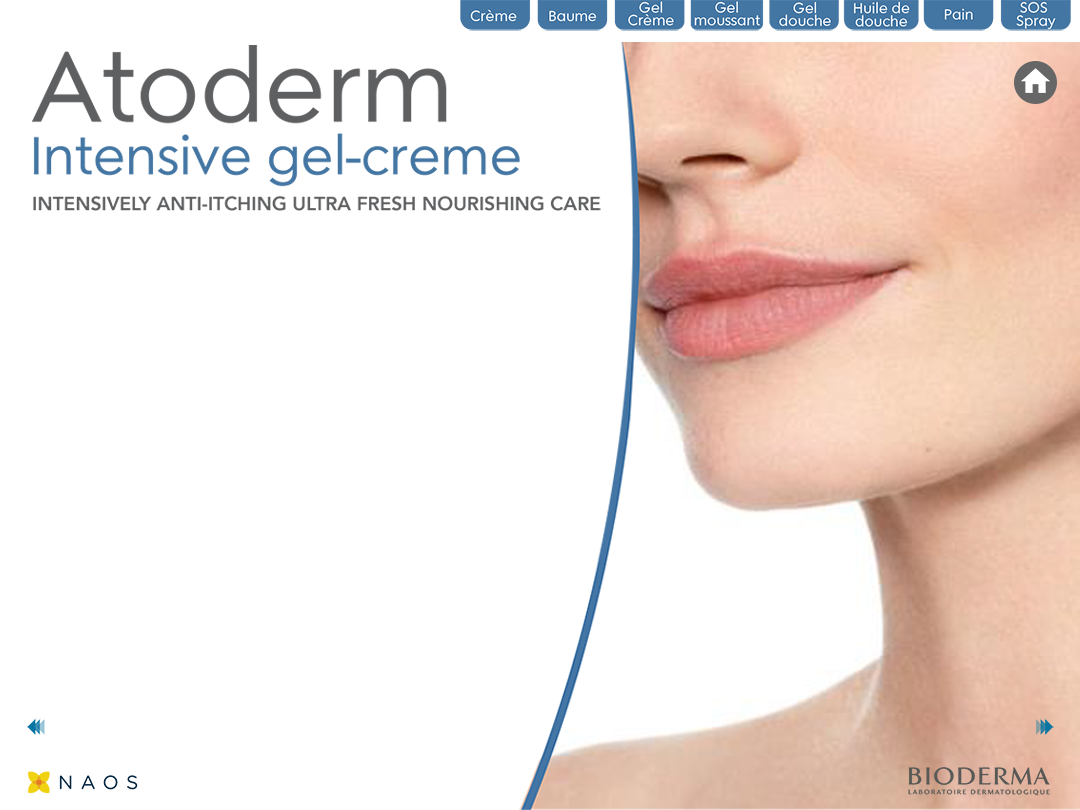 Crème
Baume
Gel
Crème
Gel
moussant
Gel
douche
Huile de
douche
Pain
SOS
Spray
Atoderm
Intensive gel-creme
INTENSIVELY ANTI-ITCHING ULTRA FRESH NOURISHING CARE
NAOS
BIODERMA
LABORATOIRE DERMATOLOGIQUE